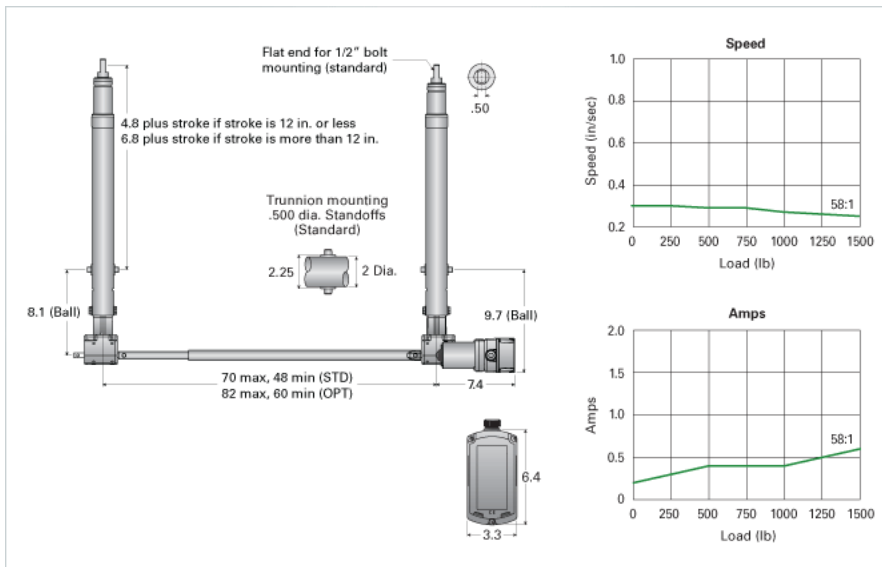 Flat end for 1/2" bolt
mounting (standard)
.50
4.8 plus stroke if stroke is 12 in. or less
6.8 plus stroke if stroke is more than 12 in.
Trunnion mounting
.500 dia. Standoffs
(Standard)
2.25
2 Dia.
8.1 (Ball)
9.7 (Ball)
70 max, 48 min (STD)
82 max, 60 min (OPT)
7.4
6.4
3.3
Speed
Speed (in/sec)
1.0
0.8
0.6
0.4
0.2
58:1
0 250 500 750 1000 1250 1500
Load (lb)
Amps
Amps
2.0
1.5
1.0
0.5
0
58:1
0 250 500 750 1000 1250 1500
Load (lb)